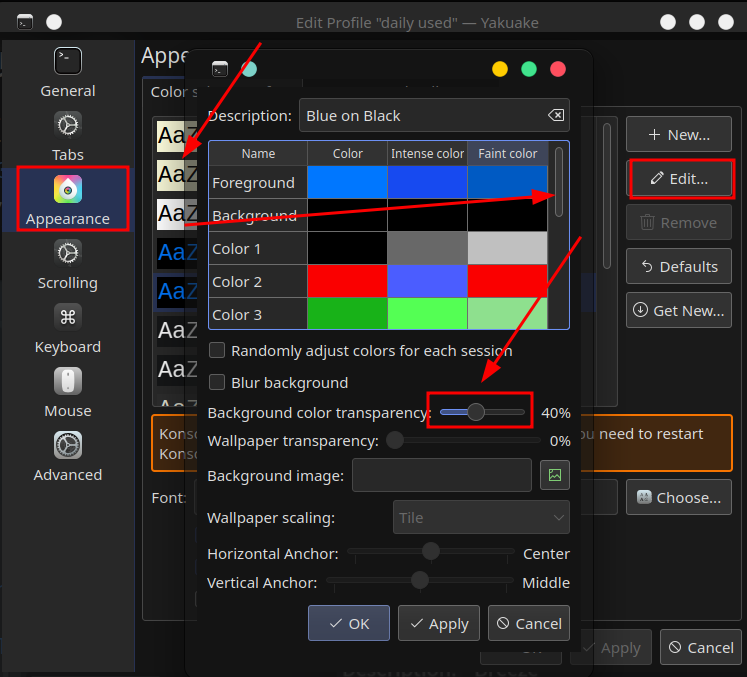 Edit Profile "daily used" — Yakuake
General
Tabs
Appearance
Scrolling
Keyboard
Mouse
Advanced
Appe
Color s
AaZ
AaZ
AaZ
AaZ
AaZ
AaZ
AaZ
Description: Blue on Black
Name Color Intense color Faint color
Foreground
Background
Color 1
Color 2
Color 3
Randomly adjust colors for each session
Blur background
Background color transparency: 40%
Wallpaper transparency: 0%
Background image:
Wallpaper scaling: Tile
Horizontal Anchor: Center
Vertical Anchor: Middle
OK Apply Cancel
New...
Edit...
Remove
Defaults
Get New...
Kons
Kons
u need to restart
Font:
Choose...
Apply Cancel